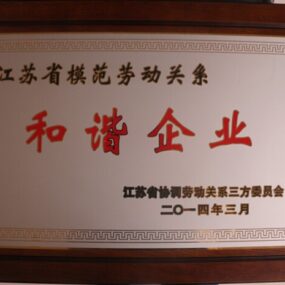 江苏省模范劳动关系
和谐企业
江苏省协调劳动关系三方委员会
二〇一四年三月